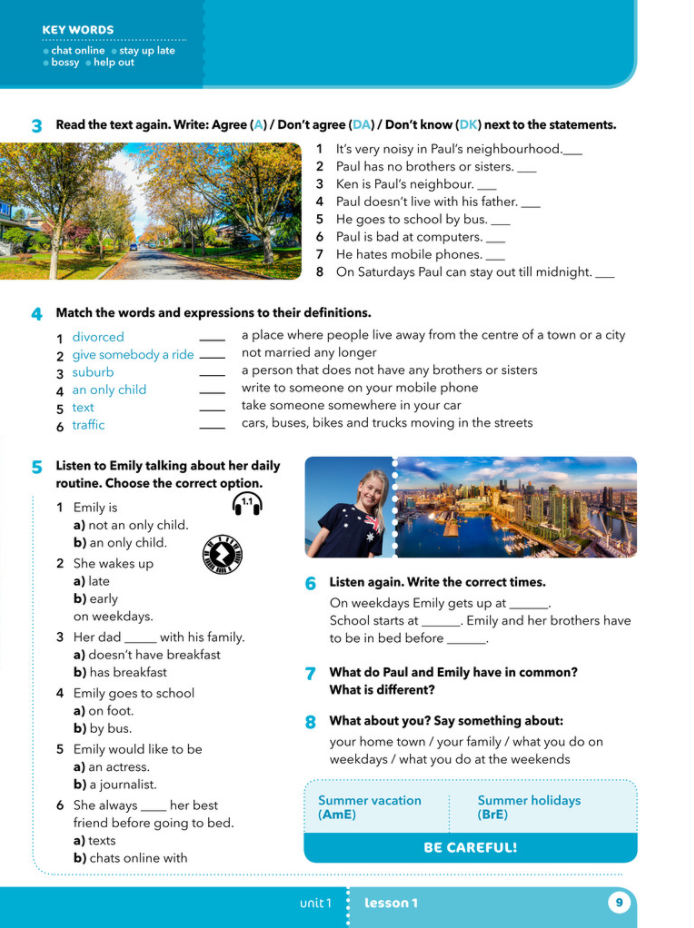 KEY WORDS
chat online stay up late
bossy help out
3 Read the text again. Write: Agree (A) / Don't agree (DA) / Don't know (DK) next to the statements.
1 It's very noisy in Paul's neighbourhood.___
2 Paul has no brothers or sisters. ___
3 Ken is Paul's neighbour. ___
4 Paul doesn't live with his father. ___
5 He goes to school by bus. ___
6 Paul is bad at computers. ___
7 He hates mobile phones. ___
8 On Saturdays Paul can stay out till midnight. ___
4 Match the words and expressions to their definitions.
1 divorced ____ a place where people live away from the centre of a town or a city
2 give somebody a ride ____ not married any longer
3 suburb ____ a person that does not have any brothers or sisters
4 an only child ____ write to someone on your mobile phone
5 text ____ take someone somewhere in your car
6 traffic ____ cars, buses, bikes and trucks moving in the streets
5 Listen to Emily talking about her daily
routine. Choose the correct option.
1.1
1 Emily is
a) not an only child.
b) an only child.
2 She wakes up
a) late
b) early
on weekdays.
3 Her dad _____ with his family.
a) doesn't have breakfast
b) has breakfast
4 Emily goes to school
a) on foot.
b) by bus.
5 Emily would like to be
a) an actress.
b) a journalist.
6 She always ____ her best
friend before going to bed.
a) texts
b) chats online with
6 Listen again. Write the correct times.
On weekdays Emily gets up at ______.
School starts at ______. Emily and her brothers have
to be in bed before ______.
7 What do Paul and Emily have in common?
What is different?
8 What about you? Say something about:
your home town / your family / what you do on
weekdays / what you do at the weekends
Summer vacation
(AmE)
Summer holidays
(BrE)
BE CAREFUL!
unit 1 lesson 1 9